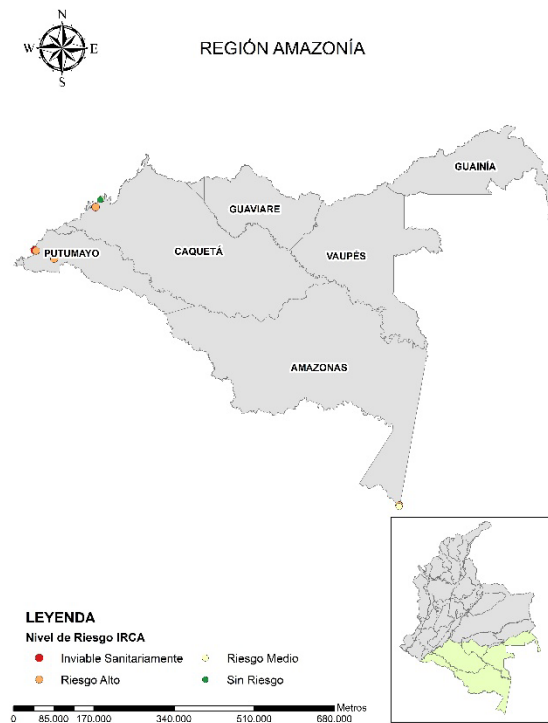 N
W E
S
REGIÓN AMAZONÍA
GUAINÍA
GUAVIARE
VAUPÉS
CAQUETÁ
PUTUMAYO
AMAZONAS
LEYENDA
Nivel de Riesgo IRCA
Inviable Sanitariamente
Riesgo Medio
Riesgo Alto
Sin Riesgo
Metros
0 85.000 170.000 340.000 510.000 680.000